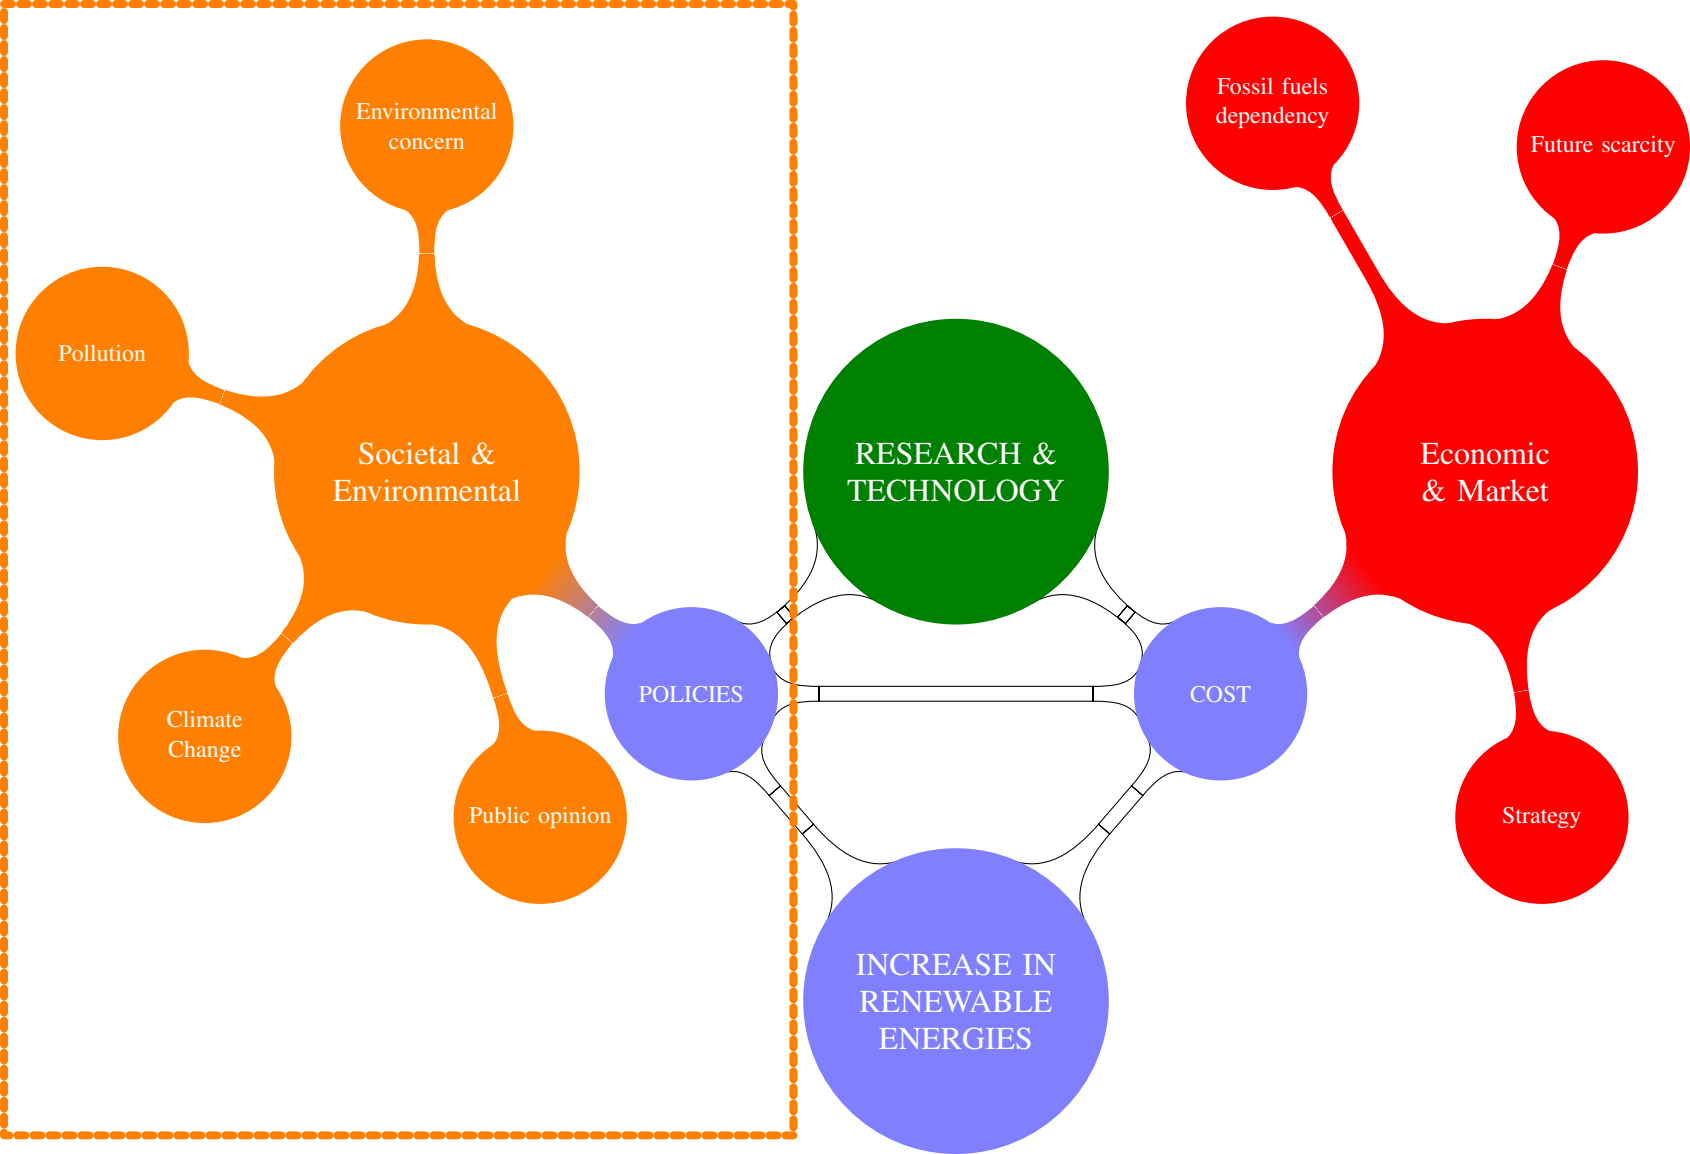 Environmental
concern
Pollution
Societal &
Environmental
Climate
Change
Public opinion
POLICIES
RESEARCH &
TECHNOLOGY
INCREASE IN
RENEWABLE
ENERGIES
COST
Fossil fuels
dependency
Future scarcity
Economic
& Market
Strategy